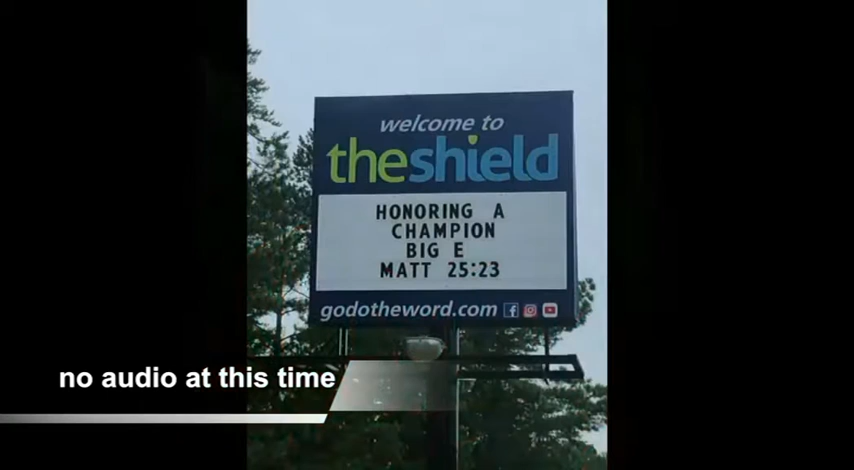 welcome to
theshield
HONORING A
CHAMPION
BIG E
MATT 25:23
godotheword.com
no audio at this time